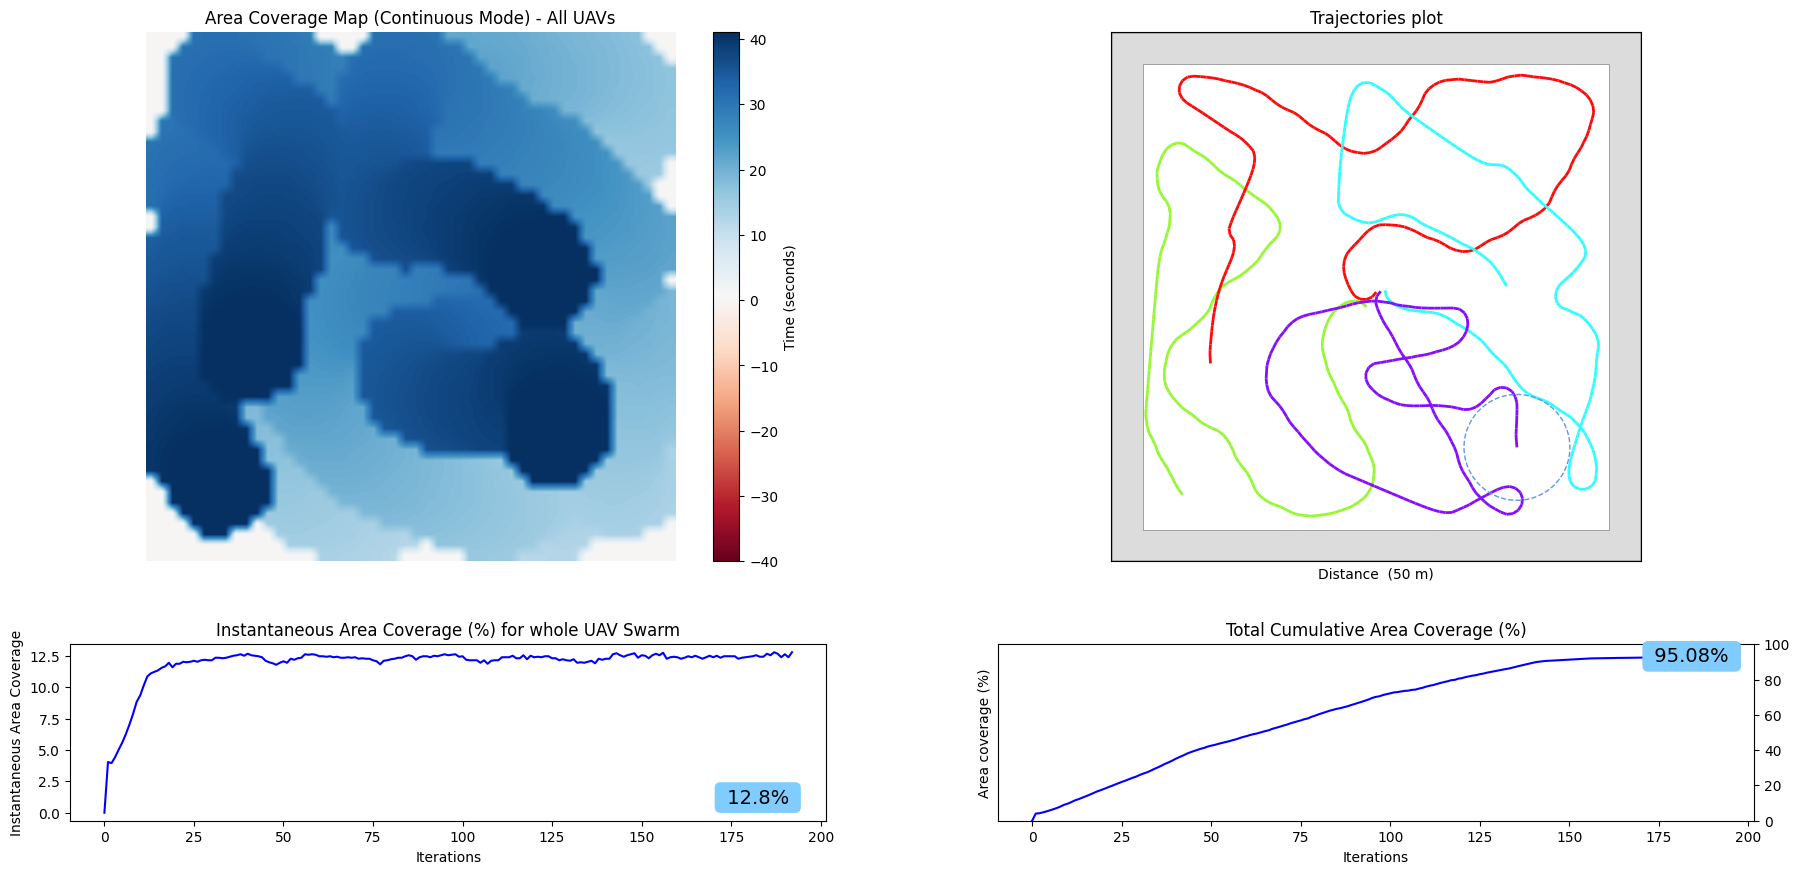 Area Coverage Map (Continuous Mode) - All UAVs
40
30
20
10
0
−10
−20
−30
−40
Time (seconds)
Trajectories plot
Distance  (50 m)
Instantaneous Area Coverage (%) for whole UAV Swarm
Instantaneous Area Coverage
12.5
10.0
7.5
5.0
2.5
0.0
12.8%
0 25 50 75 100 125 150 175 200
Iterations
Total Cumulative Area Coverage (%)
Area coverage (%)
95.08%
100
80
60
40
20
0
0 25 50 75 100 125 150 175 200
Iterations